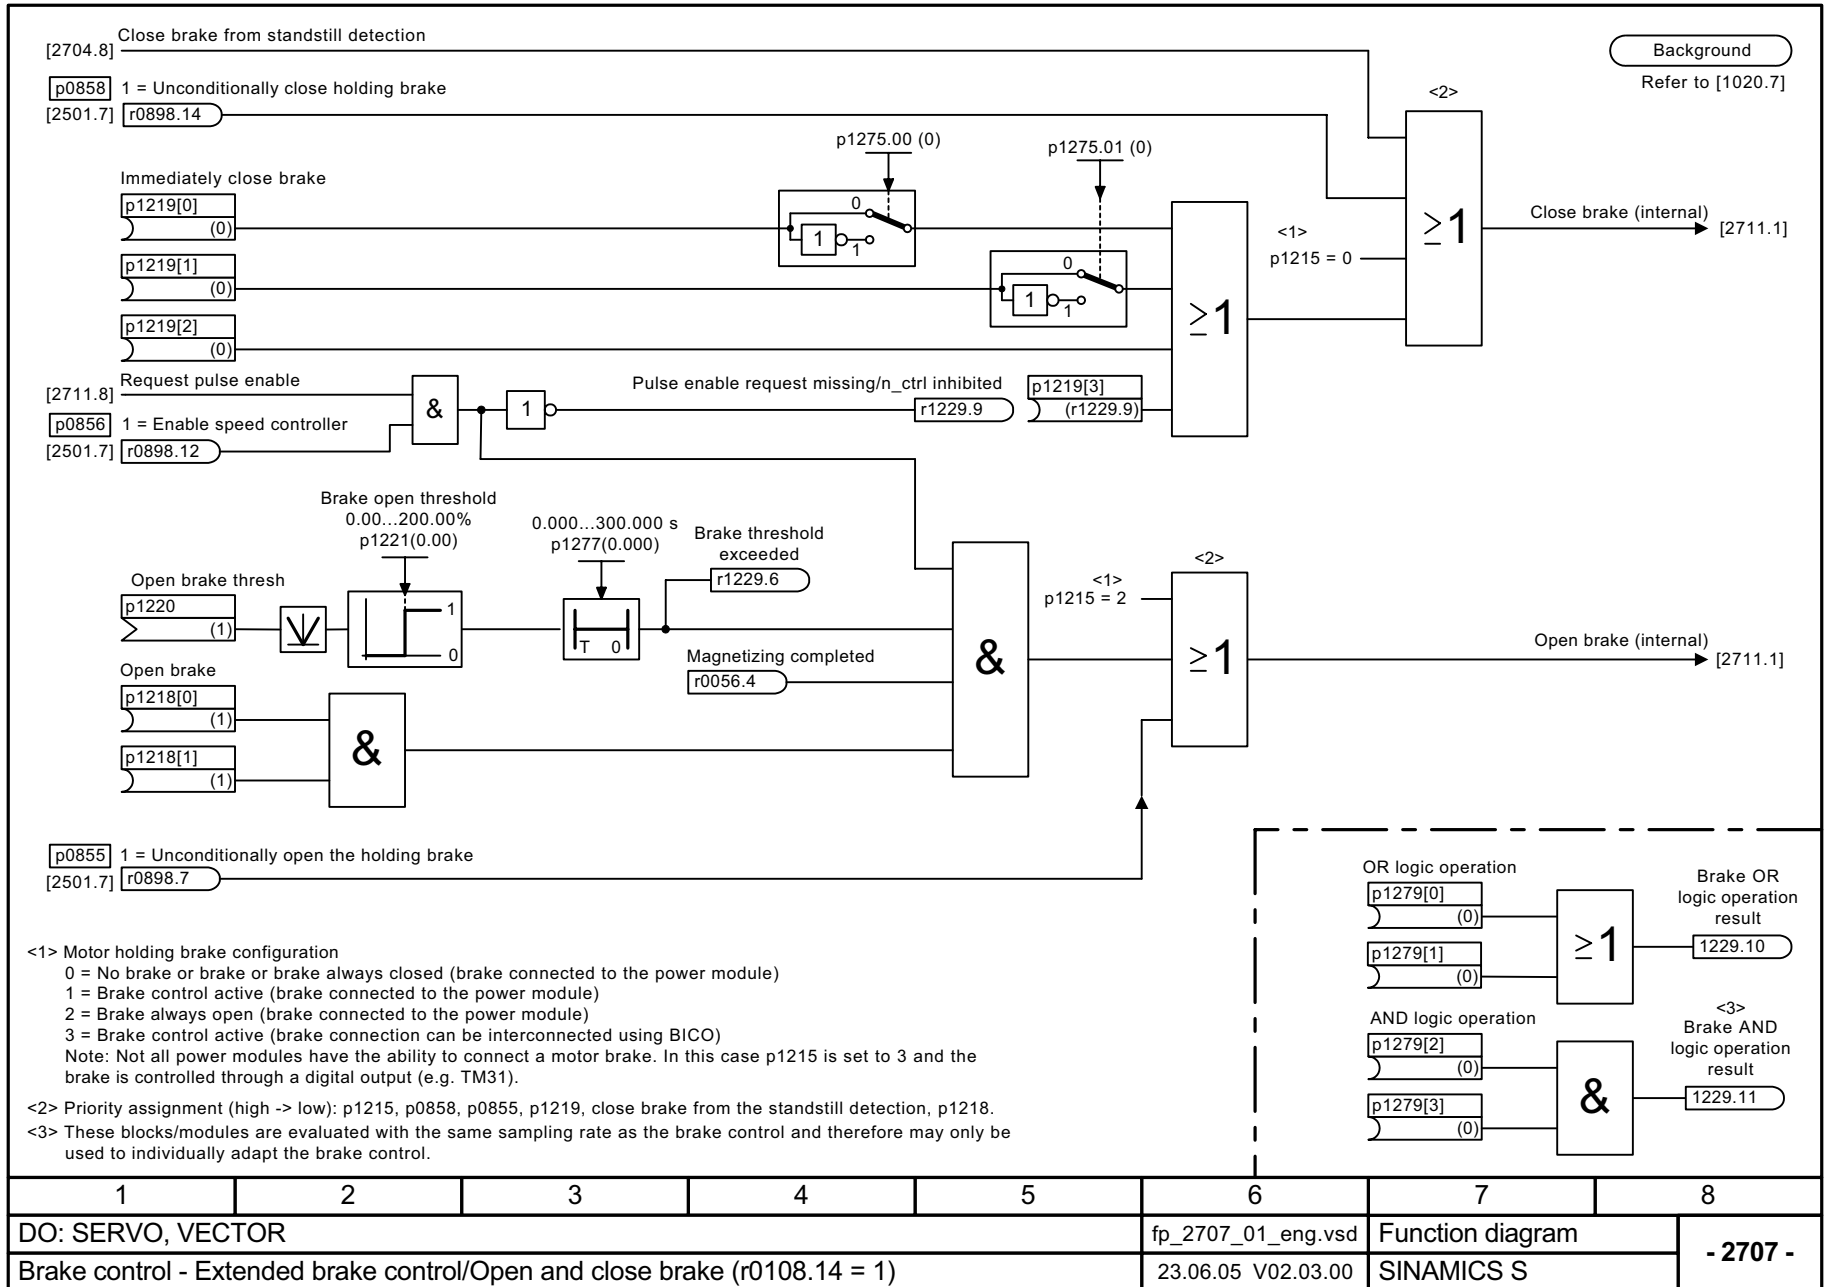 Close brake from standstill detection
[2704.8]
Background
Refer to [1020.7]
p0858 1 = Unconditionally close holding brake
[2501.7] r0898.14
<2>
p1275.00 (0)
p1275.01 (0)
Immediately close brake
p1219[0]
(0)
0
1
1
p1219[1]
(0)
0
1
1
p1219[2]
(0)
≥1
<1>
p1215 = 0
≥1
Close brake (internal)
[2711.1]
Request pulse enable
[2711.8]
p0856 1 = Enable speed controller
[2501.7] r0898.12
&
1
Pulse enable request missing/n_ctrl inhibited
r1229.9
p1219[3]
(r1229.9)
Brake open threshold
0.00...200.00%
p1221(0.00)
0.000...300.000 s
p1277(0.000)
Brake threshold
exceeded
r1229.6
Open brake thresh
p1220
(1)
1
0
T 0
Magnetizing completed
r0056.4
&
<2>
<1>
p1215 = 2
≥1
Open brake (internal)
[2711.1]
Open brake
p1218[0]
(1)
p1218[1]
(1)
&
p0855 1 = Unconditionally open the holding brake
[2501.7] r0898.7
OR logic operation
p1279[0]
(0)
p1279[1]
(0)
≥1
Brake OR
logic operation
result
1229.10
AND logic operation
p1279[2]
(0)
p1279[3]
(0)
&
<3>
Brake AND
logic operation
result
1229.11
<1> Motor holding brake configuration
0 = No brake or brake or brake always closed (brake connected to the power module)
1 = Brake control active (brake connected to the power module)
2 = Brake always open (brake connected to the power module)
3 = Brake control active (brake connection can be interconnected using BICO)
Note: Not all power modules have the ability to connect a motor brake. In this case p1215 is set to 3 and the
brake is controlled through a digital output (e.g. TM31).
<2> Priority assignment (high -> low): p1215, p0858, p0855, p1219, close brake from the standstill detection, p1218.
<3> These blocks/modules are evaluated with the same sampling rate as the brake control and therefore may only be
used to individually adapt the brake control.
1 2 3 4 5 6 7 8
DO: SERVO, VECTOR
fp_2707_01_eng.vsd
Function diagram
- 2707 -
Brake control - Extended brake control/Open and close brake (r0108.14 = 1)
23.06.05 V02.03.00
SINAMICS S